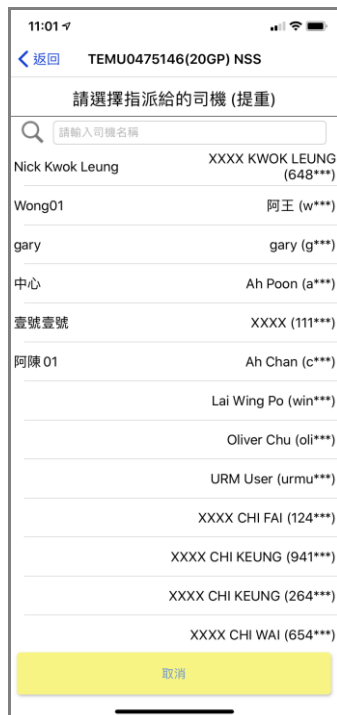 11:01
返回 TEMU0475146(20GP) NSS
請選擇指派給的司機 (提重)
請輸入司機名稱
Nick Kwok Leung XXXX KWOK LEUNG
(648***)
Wong01 阿王 (w***)
gary gary (g***)
中心 Ah Poon (a***)
壹號壹號 XXXX (111***)
阿陳 01 Ah Chan (c***)
Lai Wing Po (win***)
Oliver Chu (oli***)
URM User (urmu***)
XXXX CHI FAI (124***)
XXXX CHI KEUNG (941***)
XXXX CHI KEUNG (264***)
XXXX CHI WAI (654***)
取消